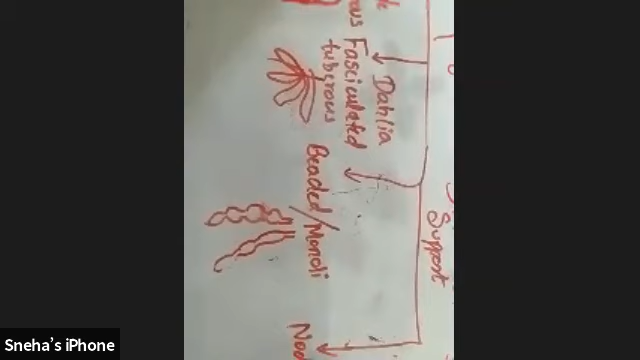 Fasciculated
tuberous
Dahlia
Beaded/Monoli
Support
Sneha's iPhone